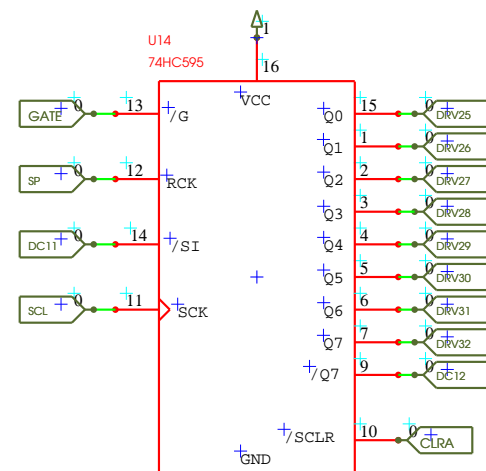 1
U14
74HC595
16
VCC
GATE 0 13 /G Q0 15 0 DRV25
Q1 1 0 DRV26
SP 0 12 RCK Q2 2 0 DRV27
Q3 3 0 DRV28
DC11 0 14 /SI Q4 4 0 DRV29
Q5 5 0 DRV30
SCL 0 11 SCK Q6 6 0 DRV31
Q7 7 0 DRV32
/Q7 9 0 DC12
/SCLR 10 0 CLRA
GND